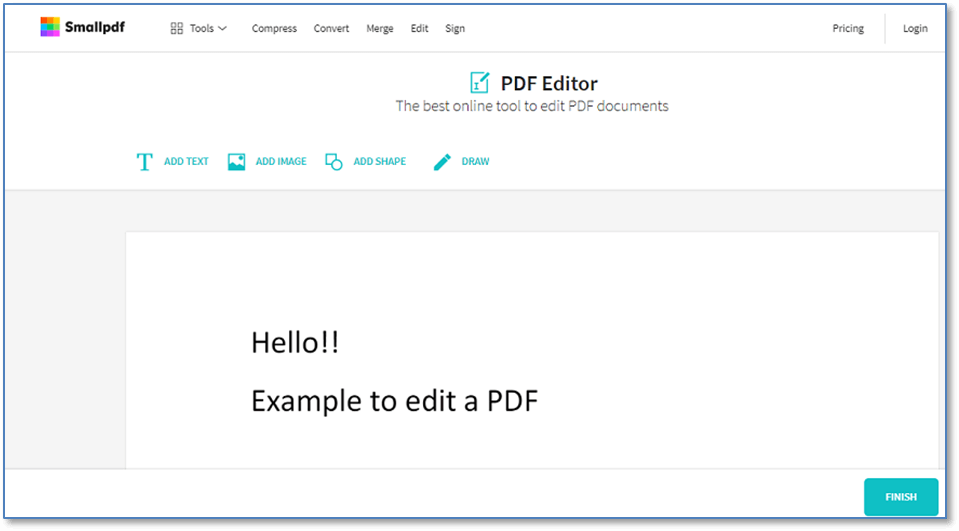 Smallpdf Tools Compress Convert Merge Edit Sign Pricing Login
PDF Editor
The best online tool to edit PDF documents
ADD TEXT ADD IMAGE ADD SHAPE DRAW
Hello!!
Example to edit a PDF
FINISH